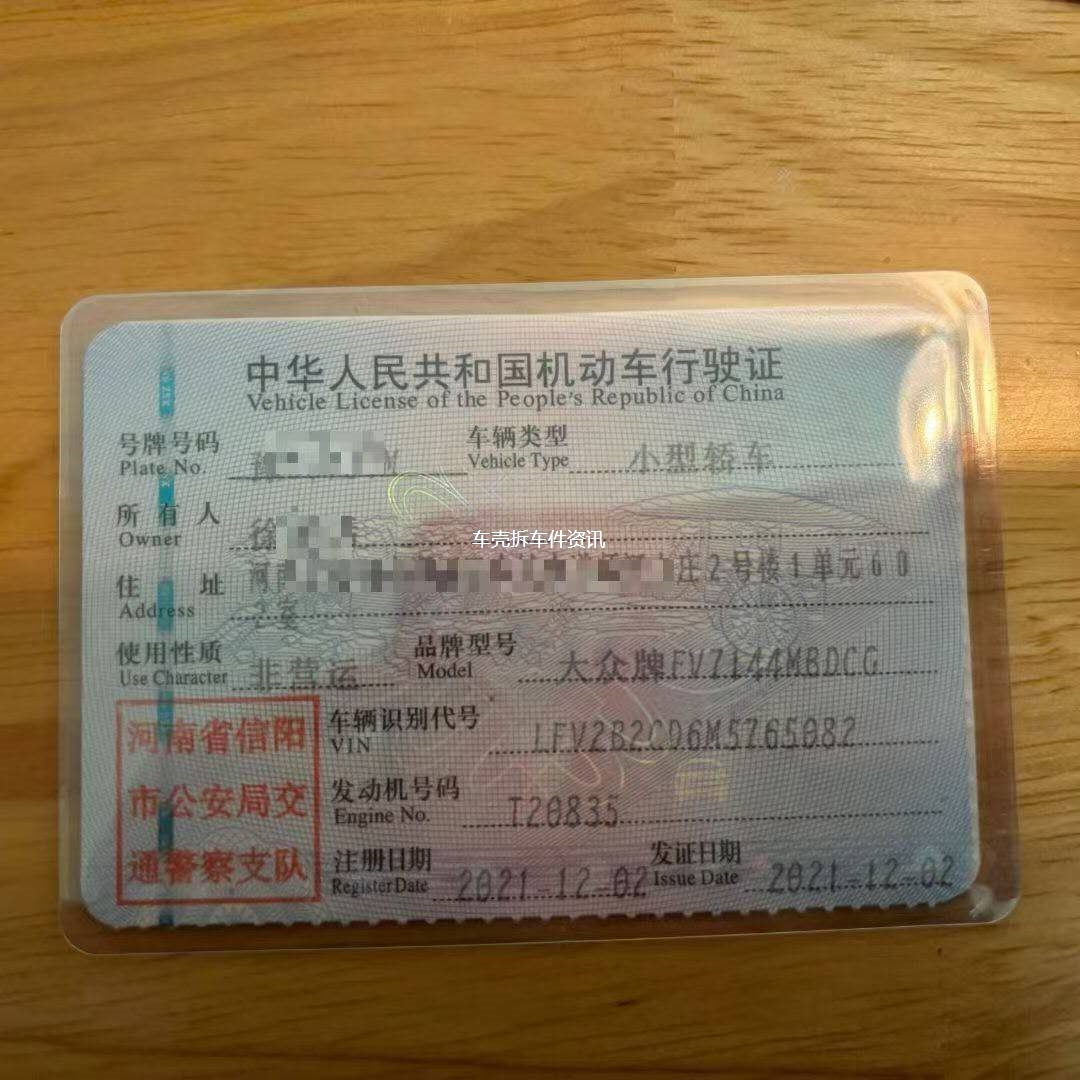 中华人民共和国机动车行驶证
Vehicle License of the People's Republic of China
号牌号码
Plate No.
车辆类型 小型轿车
Vehicle Type
所有人 徐
Owner
车壳拆车件资讯
住址 庄2号楼1单元60
Address 2室
使用性质 非营运
Use Character
品牌型号 大众牌FV7144MBDCG
Model
河南省信阳
市公安局交
通警察支队
车辆识别代号 LFV2B2CD6M5765082
VIN
发动机号码 T20835
Engine No.
注册日期 2021-12-02
Register Date
发证日期 2021-12-02
Issue Date